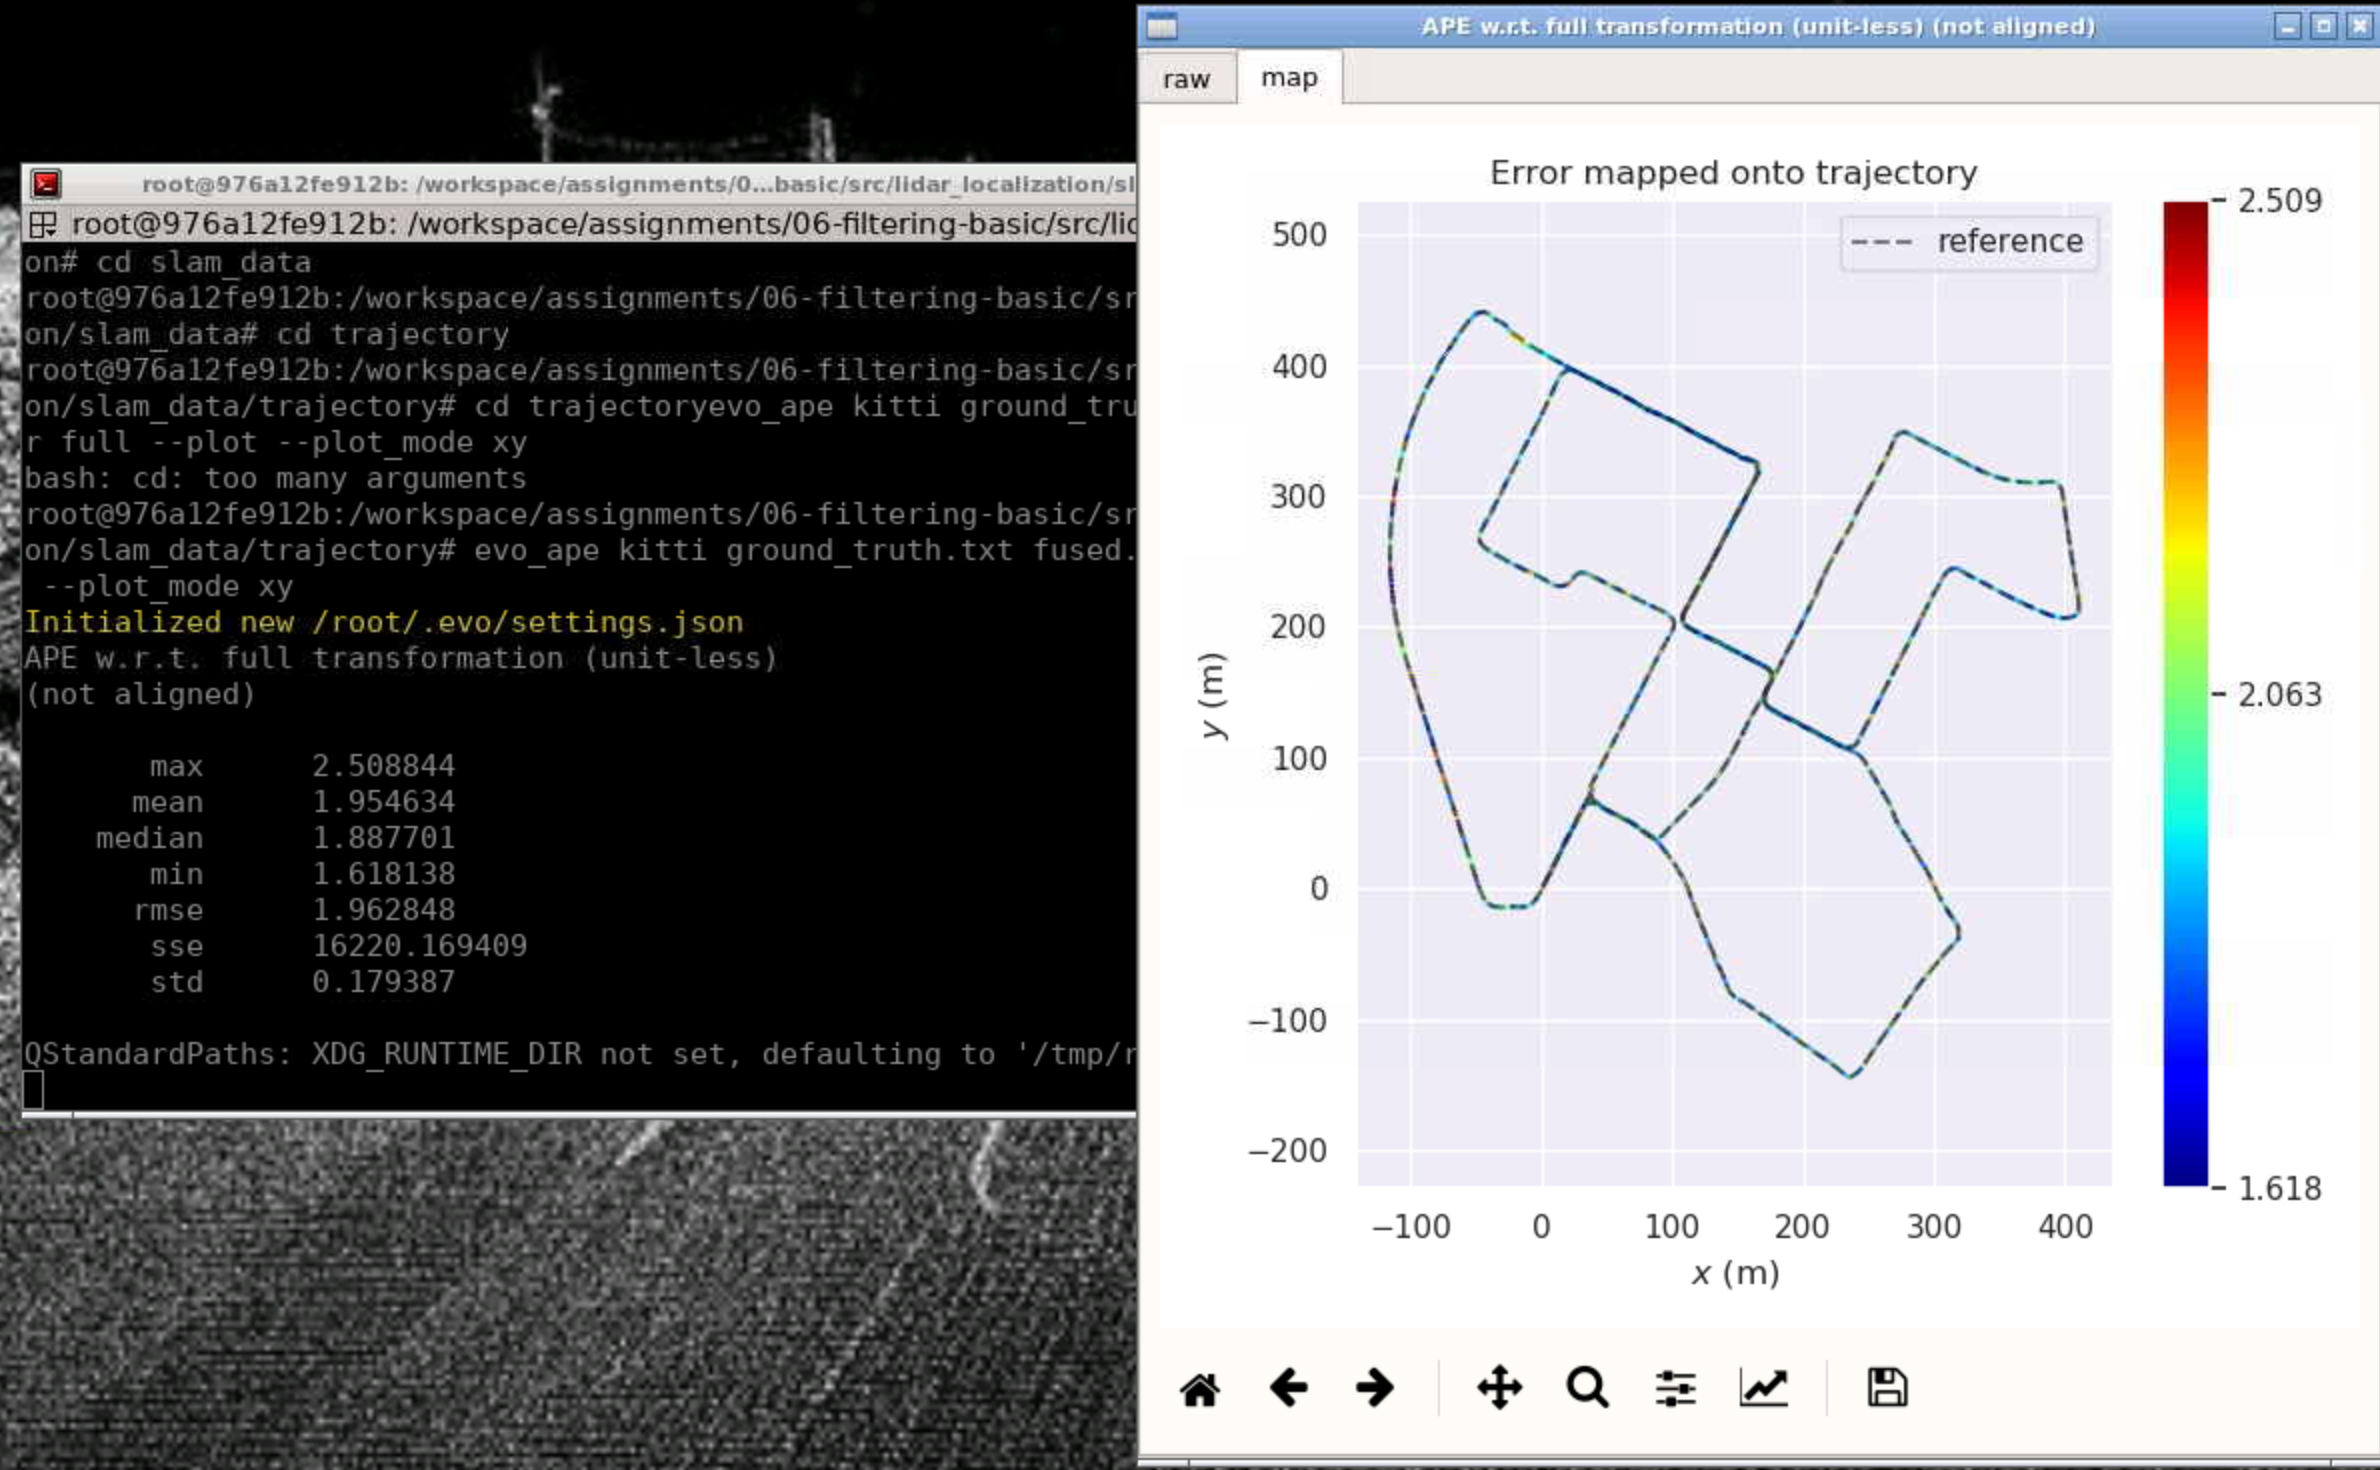 root@976a12fe912b: /workspace/assignments/0...basic/src/lidar_localization/sl
root@976a12fe912b: /workspace/assignments/06-filtering-basic/src/lid
on# cd slam_data
root@976a12fe912b:/workspace/assignments/06-filtering-basic/sr
on/slam_data# cd trajectory
root@976a12fe912b:/workspace/assignments/06-filtering-basic/sr
on/slam_data/trajectory# cd trajectoryevo_ape kitti ground_tru
r full --plot --plot_mode xy
bash: cd: too many arguments
root@976a12fe912b:/workspace/assignments/06-filtering-basic/sr
on/slam_data/trajectory# evo_ape kitti ground_truth.txt fused.
--plot_mode xy
Initialized new /root/.evo/settings.json
APE w.r.t. full transformation (unit-less)
(not aligned)
max 2.508844
mean 1.954634
median 1.887701
min 1.618138
rmse 1.962848
sse 16220.169409
std 0.179387
QStandardPaths: XDG_RUNTIME_DIR not set, defaulting to '/tmp/r
APE w.r.t. full transformation (unit-less) (not aligned)
raw map
Error mapped onto trajectory
reference
500
400
300
200
100
0
−100
−200
y (m)
−100 0 100 200 300 400
x (m)
2.509
2.063
1.618